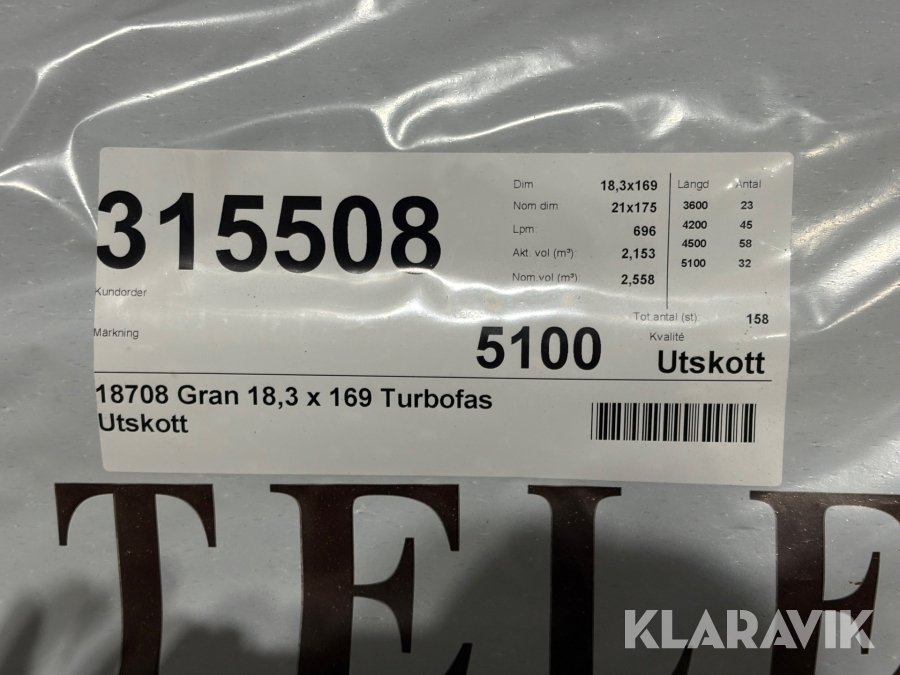 315508
Kundorder
Märkning
Dim 18,3x169
Nom dim 21x175
Lpm: 696
Akt. vol (m³) 2,153
Nom.vol (m³) 2,558
Längd Antal
3600 23
4200 45
4500 58
5100 32
Tot.antal (st): 158
5100
Kvalité
Utskott
18708 Gran 18,3 x 169 Turbofas
Utskott
TELE
KLARAVIK